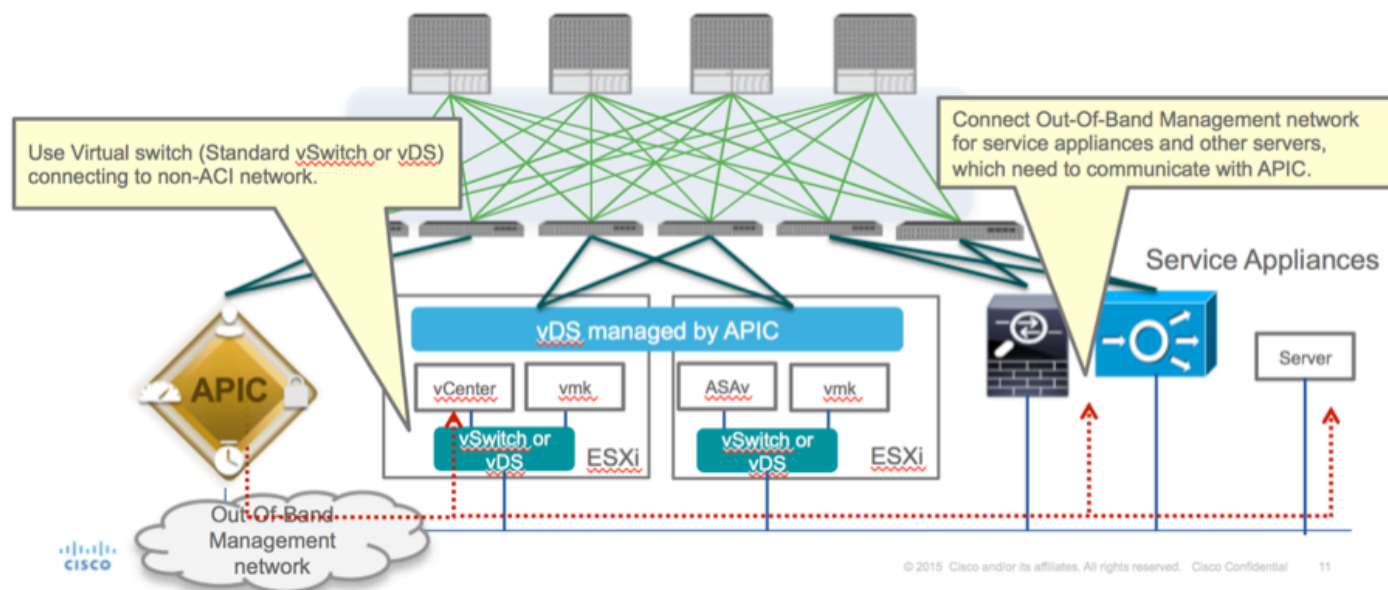 Use Virtual switch (Standard vSwitch or vDS)
connecting to non-ACI network.
Connect Out-Of-Band Management network
for service appliances and other servers,
which need to communicate with APIC.
Service Appliances
vDS managed by APIC
APIC
vCenter
vmk
vSwitch or
vDS
ESXi
ASAv
vmk
vSwitch or
vDS
ESXi
Server
Out-Of-Band
Management
network
CISCO
© 2015 Cisco and/or its affiliates. All rights reserved. Cisco Confidential 11